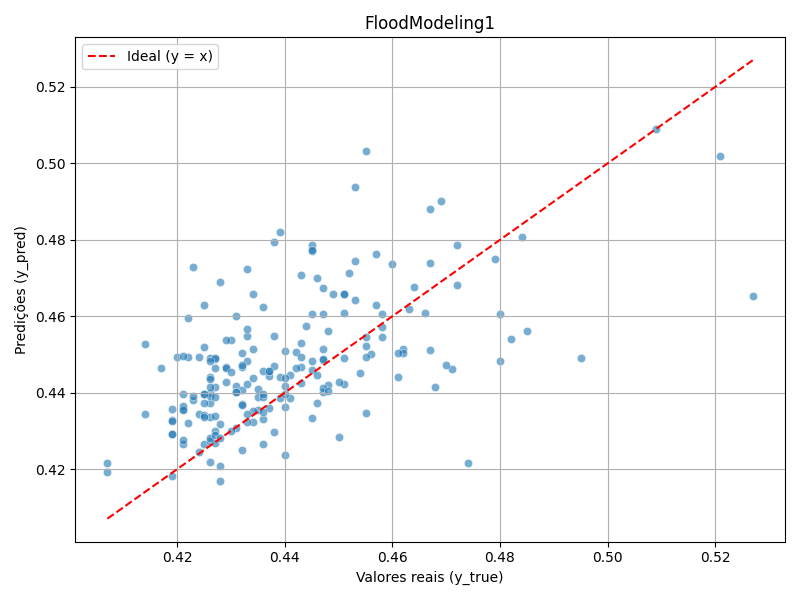 FloodModeling1
Ideal (y = x)
0.52
0.50
0.48
0.46
0.44
0.42
Predições (y_pred)
0.42 0.44 0.46 0.48 0.50 0.52
Valores reais (y_true)